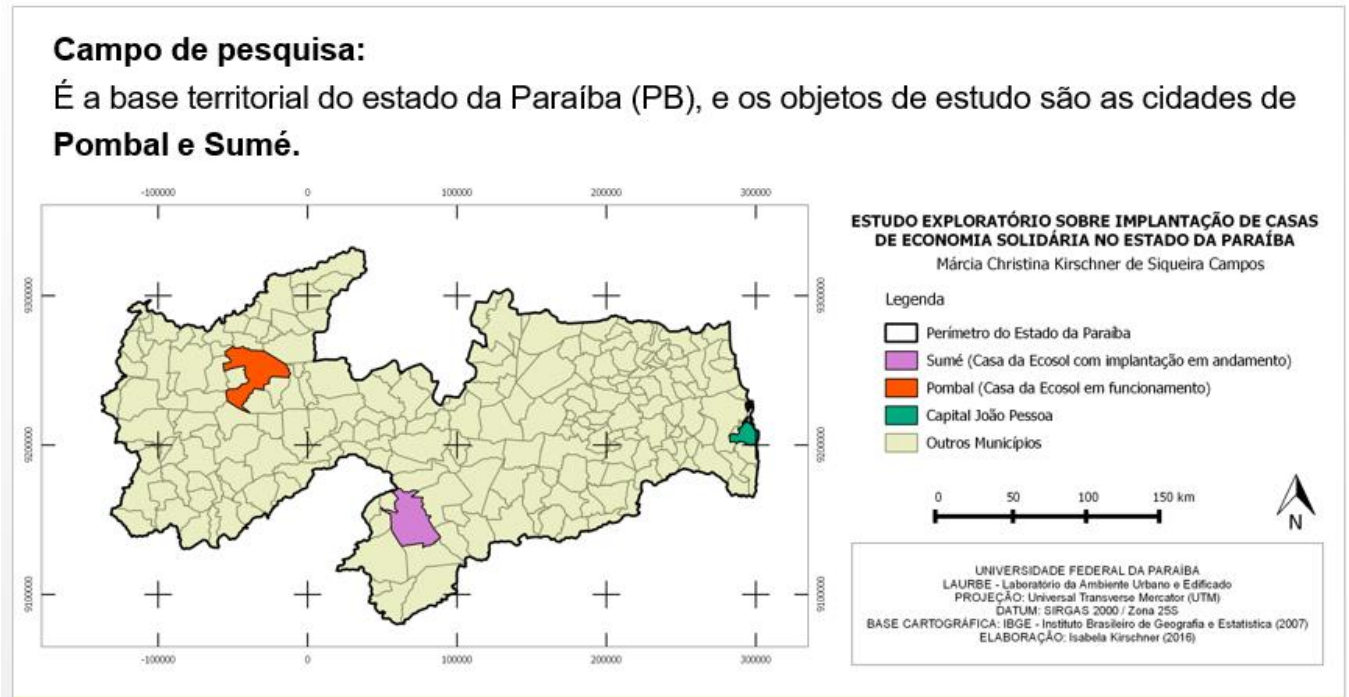 Campo de pesquisa:
É a base territorial do estado da Paraíba (PB), e os objetos de estudo são as cidades de
Pombal e Sumé.
-100000 0 100000 200000 300000
9300000 9300000
9200000 9200000
9100000 9100000
-100000 0 100000 200000 300000
ESTUDO EXPLORATÓRIO SOBRE IMPLANTAÇÃO DE CASAS
DE ECONOMIA SOLIDÁRIA NO ESTADO DA PARAÍBA
Márcia Christina Kirschner de Siqueira Campos
Legenda
Perímetro do Estado da Paraíba
Sumé (Casa da Ecosol com implantação em andamento)
Pombal (Casa da Ecosol em funcionamento)
Capital João Pessoa
Outros Municípios
0 50 100 150 km
N
UNIVERSIDADE FEDERAL DA PARAÍBA
LAURBE - Laboratório da Ambiente Urbano e Edificado
PROJEÇÃO: Universal Transverse Mercator (UTM)
DATUM: SIRGAS 2000 / Zona 25S
BASE CARTOGRÁFICA: IBGE - Instituto Brasileiro de Geografia e Estatística (2007)
ELABORAÇÃO: Isabela Kirschner (2016)